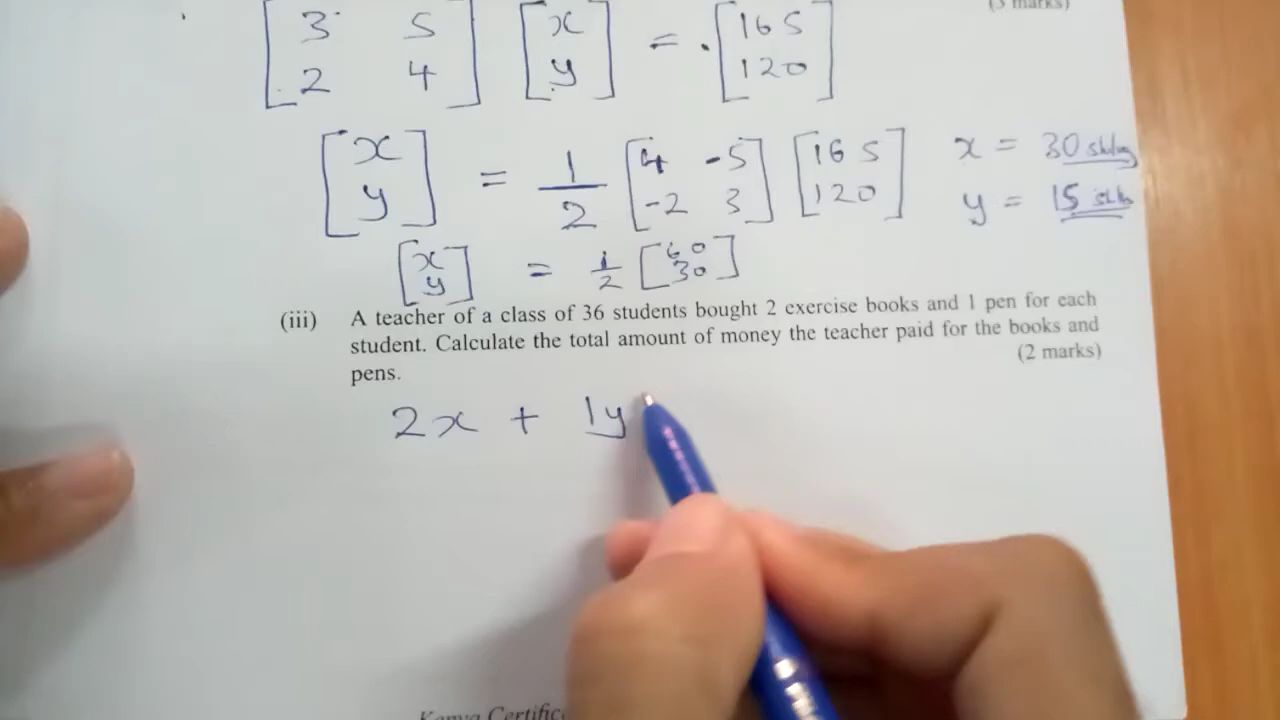 (3 marks)
[3 5] [x] = [165]
[2 4] [y] [120]
[x] = 1/2 [4 -5] [165] x = 30
[y] [-2 3] [120] y = 15
[x] = 1/2 [60]
[y] [30]
(iii) A teacher of a class of 36 students bought 2 exercise books and 1 pen for each
student. Calculate the total amount of money the teacher paid for the books and
pens. (2 marks)
2x + 1y
Kenya